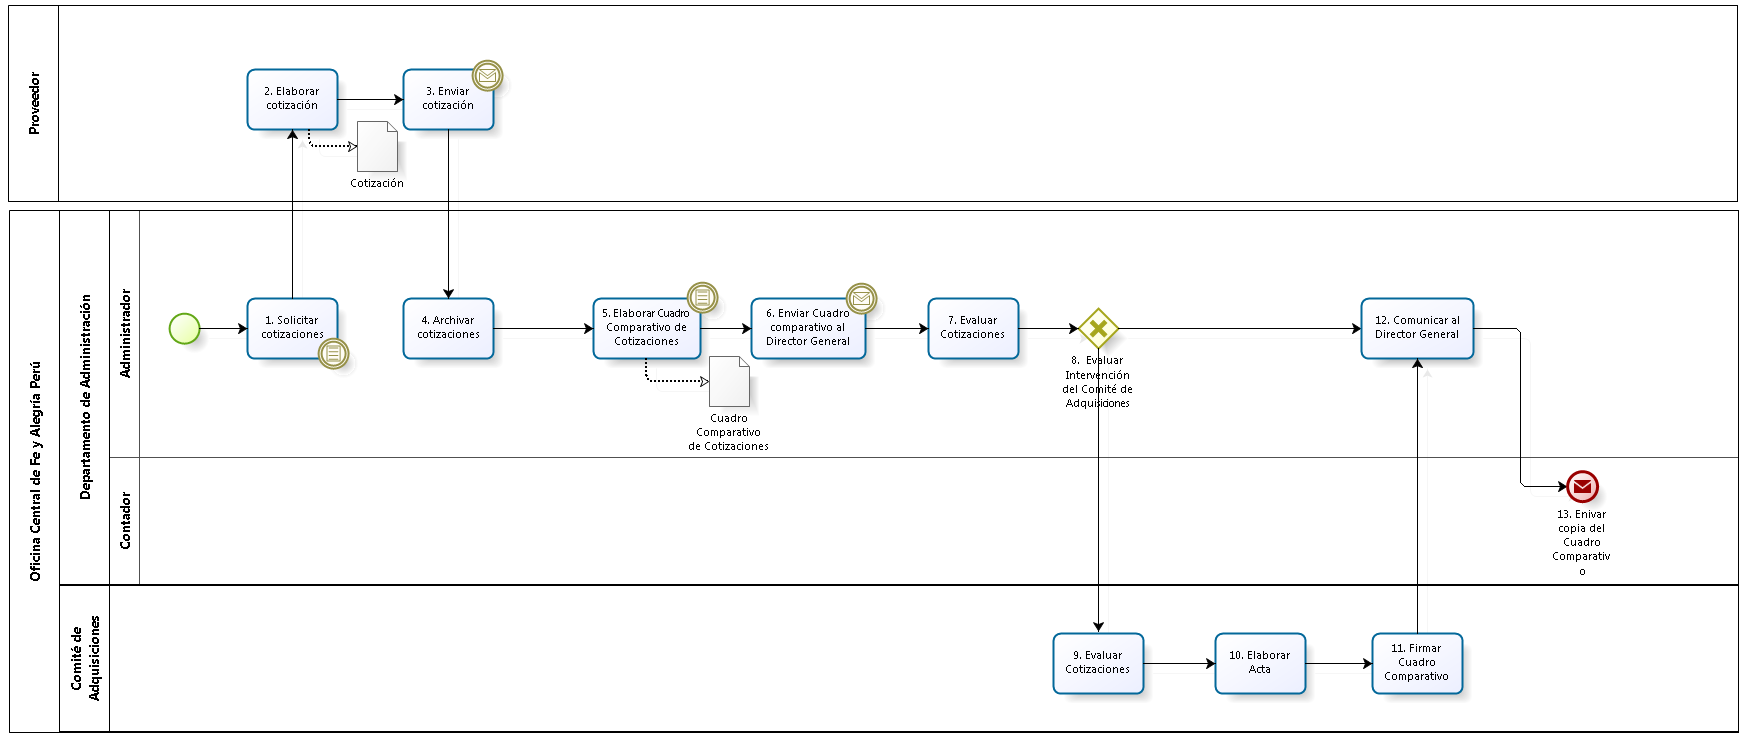 Proveedor
2. Elaborar
cotización
3. Enviar
cotización
Cotización
Oficina Central de Fe y Alegría Perú
Departamento de Administración
Administrador
1. Solicitar
cotizaciones
4. Archivar
cotizaciones
5. Elaborar Cuadro
Comparativo de
Cotizaciones
Cuadro
Comparativo
de Cotizaciones
6. Enviar Cuadro
comparativo al
Director General
7. Evaluar
Cotizaciones
8. Evaluar
Intervención
del Comité de
Adquisiciones
12. Comunicar al
Director General
Contador
13. Enivar
copia del
Cuadro
Comparativ
o
Comité de
Adquisiciones
9. Evaluar
Cotizaciones
10. Elaborar
Acta
11. Firmar
Cuadro
Comparativo